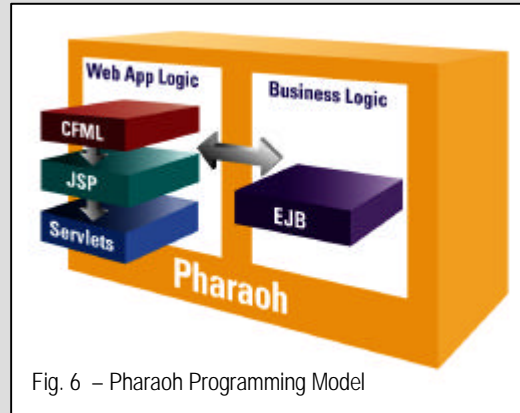 Web App Logic
Business Logic
CFML
JSP
Servlets
EJB
Pharaoh
Fig. 6 – Pharaoh Programming Model